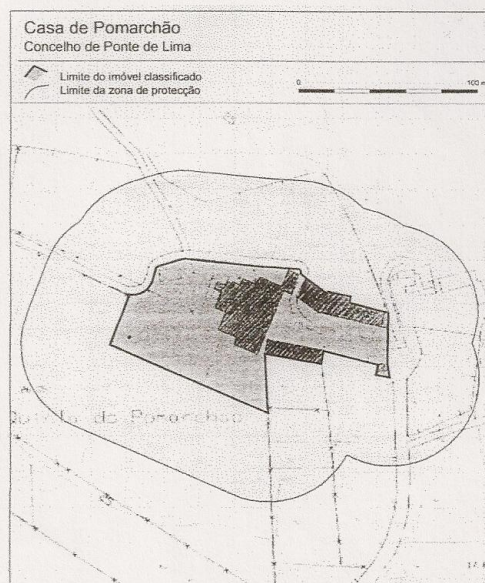 Casa de Pomarchão
Concelho de Ponte de Lima
Limite do imóvel classificado
0 100 m
Limite da zona de protecção
Quinta do Pomarchao